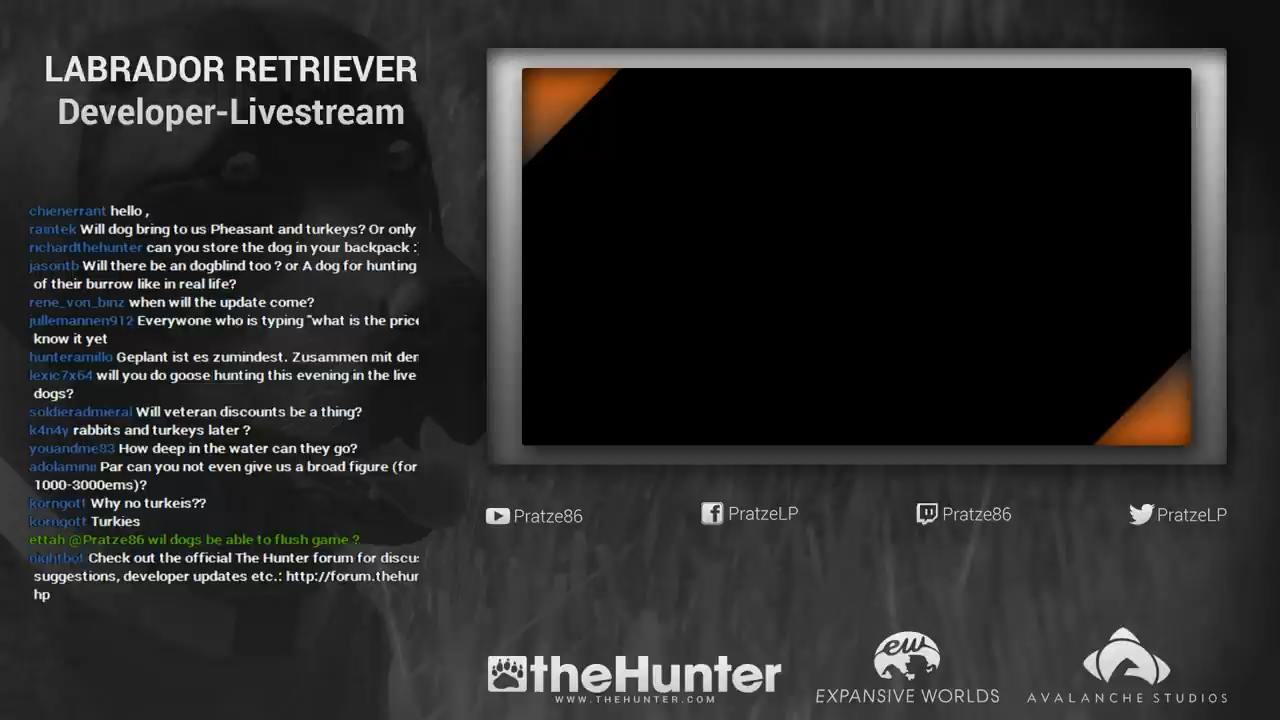 LABRADOR RETRIEVER
Developer-Livestream
chienerrant hello ,
raintek Will dog bring to us Pheasant and turkeys? Or only
richardthehunter can you store the dog in your backpack :)
jasontb Will there be an dogblind too ? or A dog for hunting
of their burrow like in real life?
rene_von_binz when will the update come?
jullemannen912 Everywone who is typing "what is the price
know it yet
hunteramillo Geplant ist es zumindest. Zusammen mit der
lexic7x64 will you do goose hunting this evening in the live
dogs?
soldieradmieral Will veteran discounts be a thing?
k4n4y rabbits and turkeys later ?
youandme83 How deep in the water can they go?
Par can you not even give us a broad figure (for
1000-3000ems)?
korngott Why no turkeis??
korngott Turkies
ettah @Pratze86 wil dogs be able to flush game ?
nightbot Check out the official The Hunter forum for discu
suggestions, developer updates etc.: http://forum.thehun
hp
Pratze86
PratzeLP
Pratze86
PratzeLP
theHunter
WWW.THEHUNTER.COM
ew
EXPANSIVE WORLDS
AVALANCHE STUDIOS